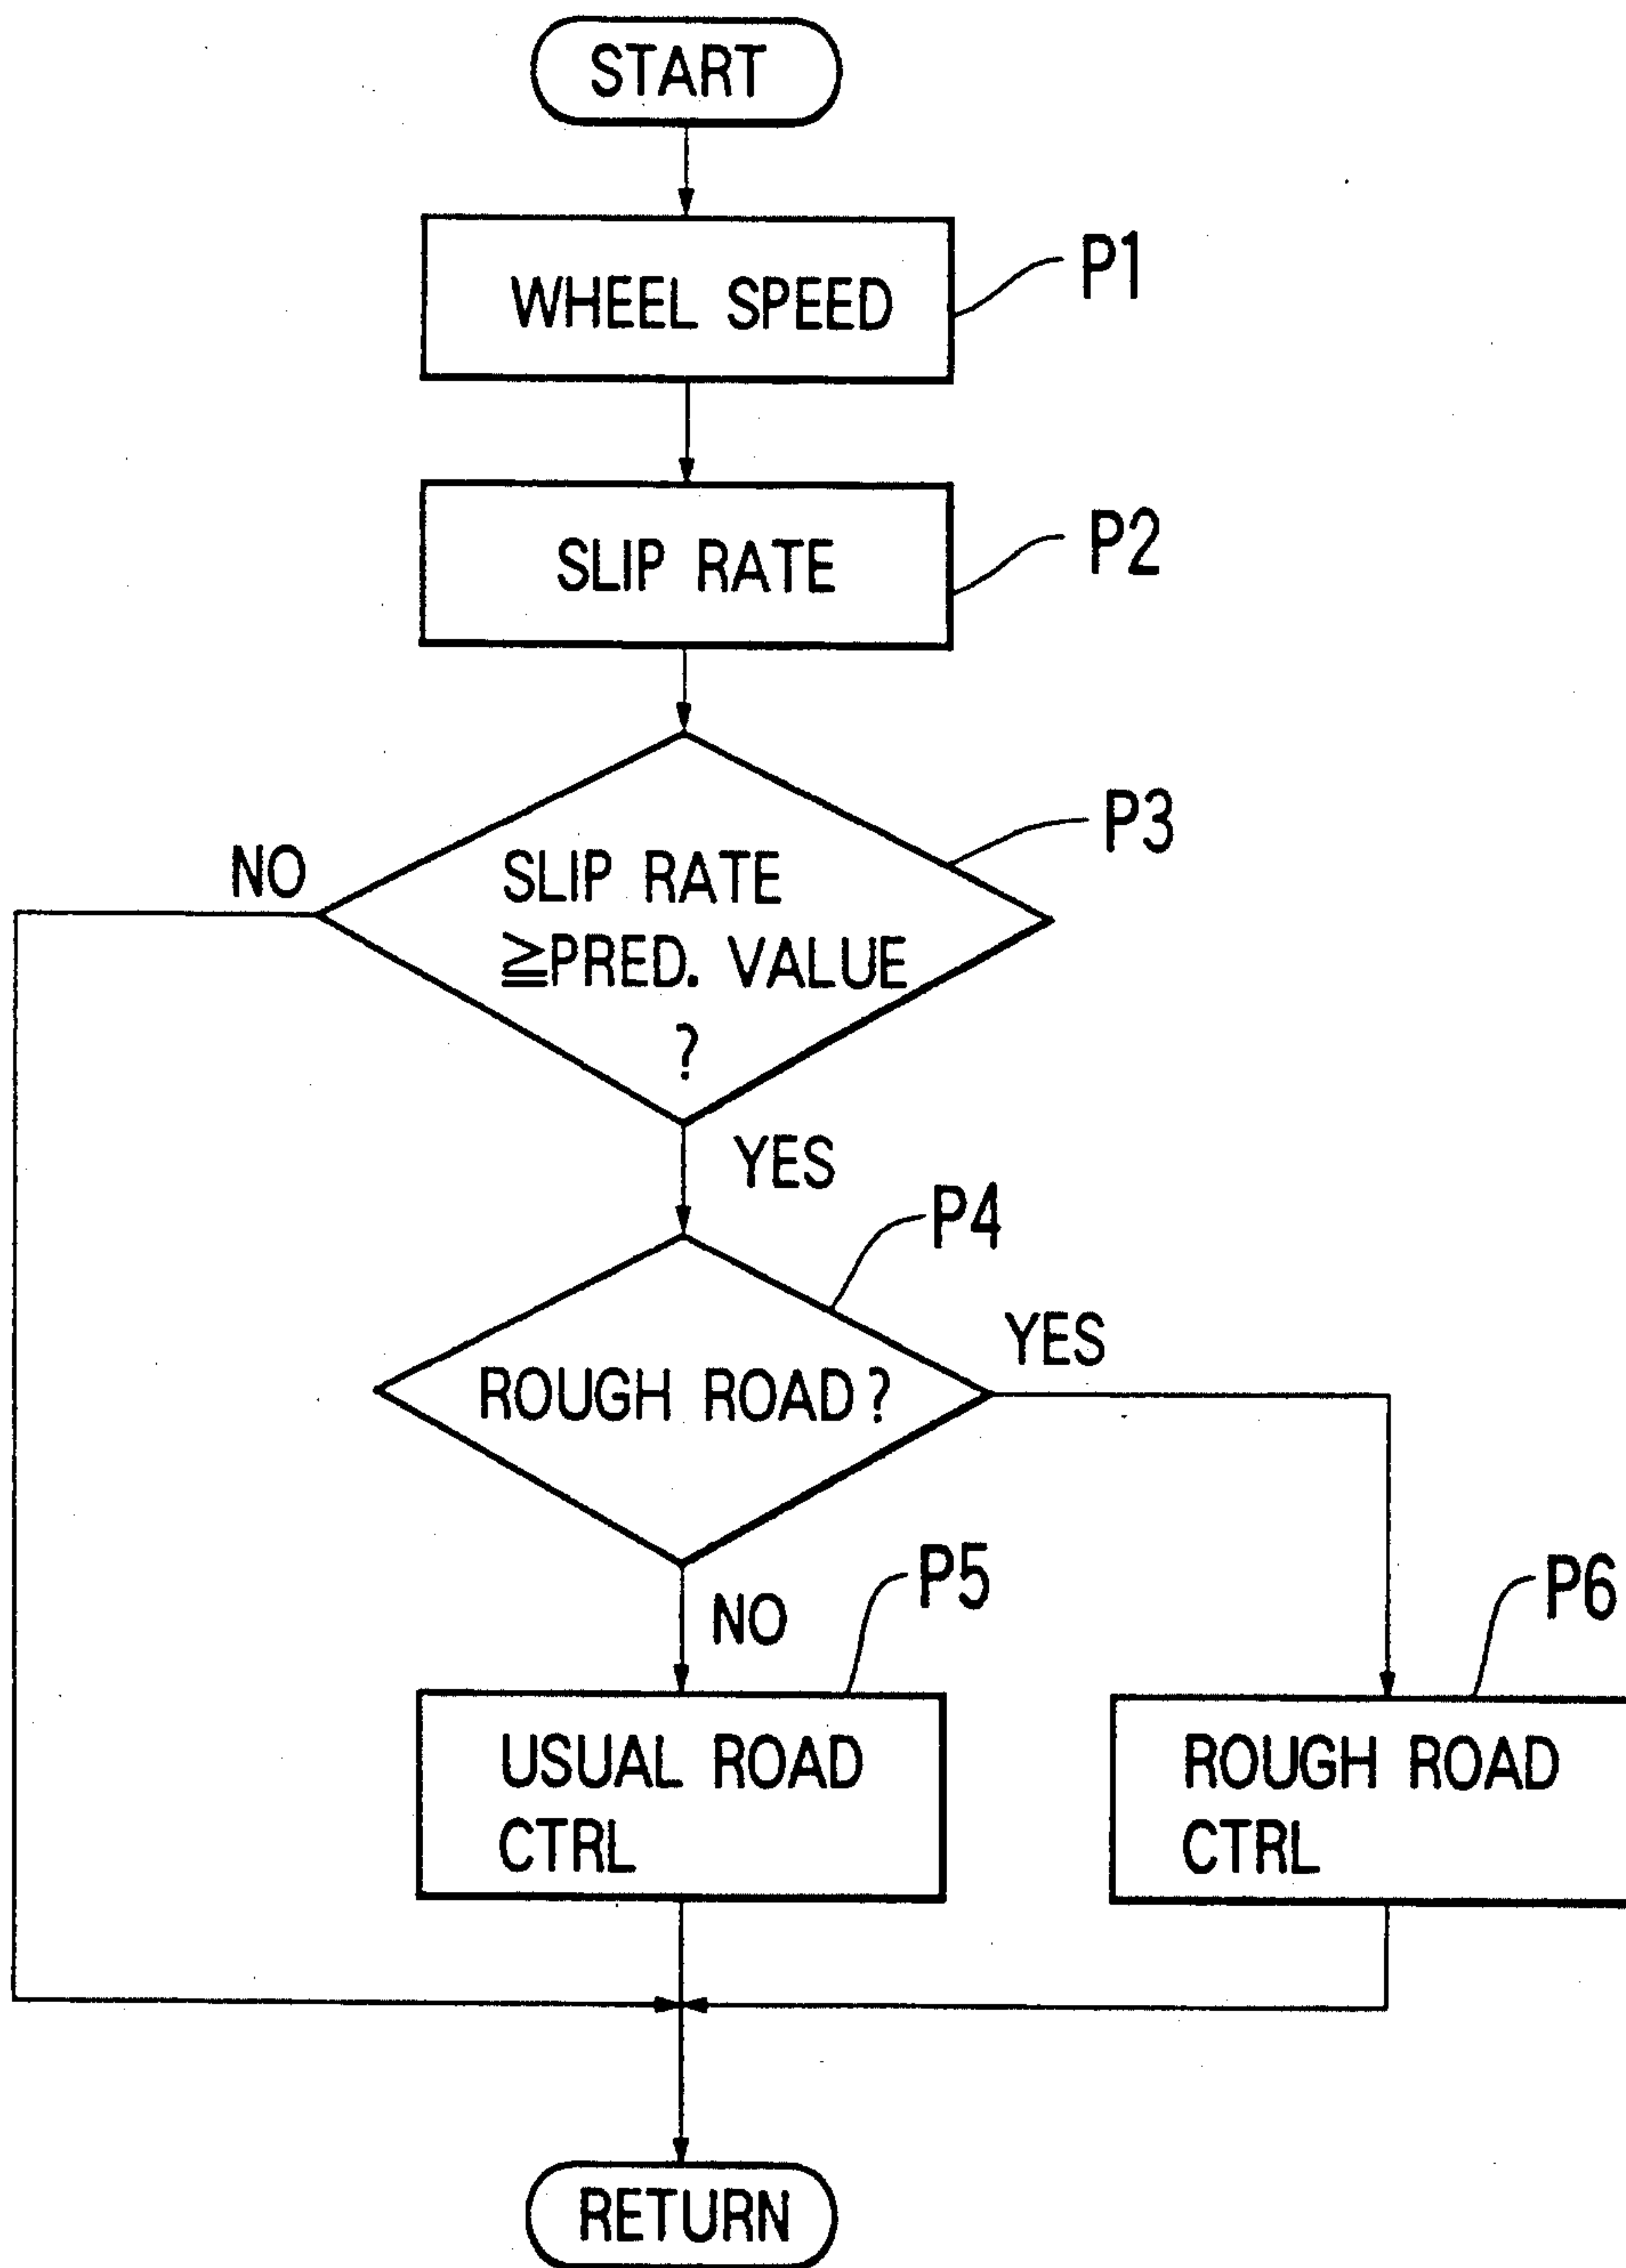 START
WHEEL SPEED
P1
SLIP RATE
P2
P3
NO
SLIP RATE
≧PRED. VALUE
?
YES
P4
YES
ROUGH ROAD?
P5
NO
P6
USUAL ROAD
CTRL
ROUGH ROAD
CTRL
RETURN